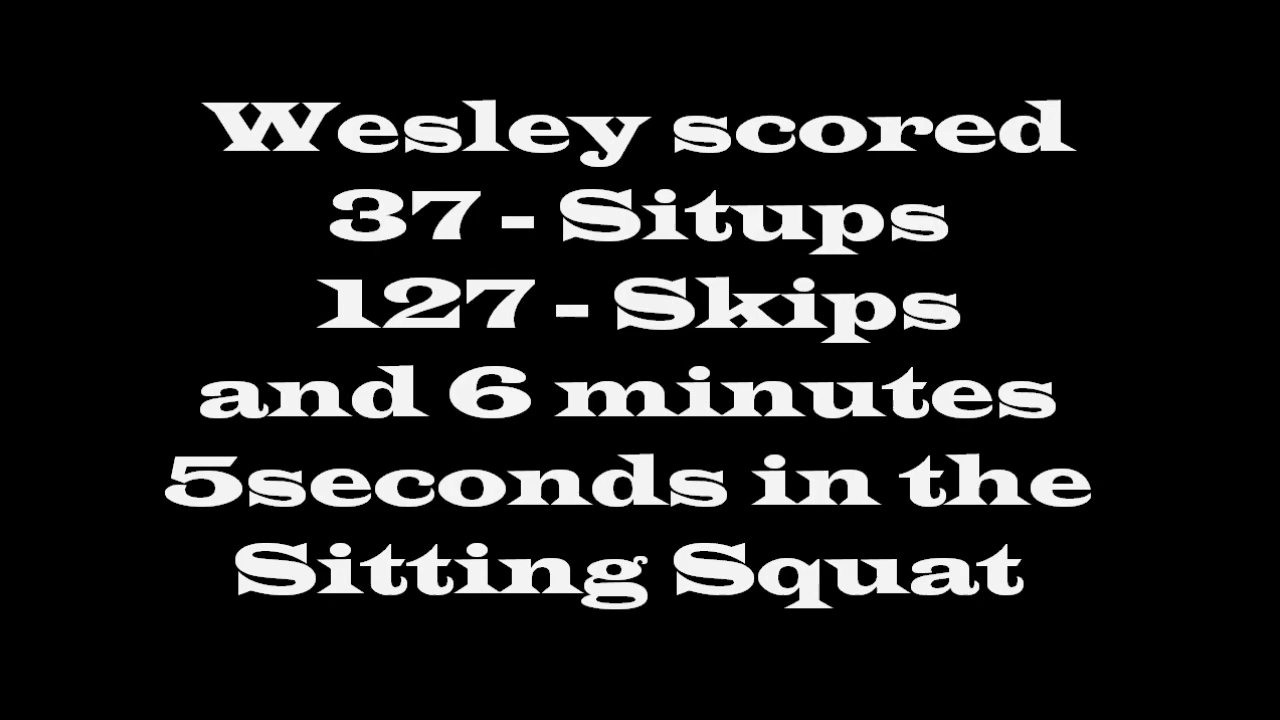 Wesley scored
37 - Situps
127 - Skips
and 6 minutes
5seconds in the
Sitting Squat